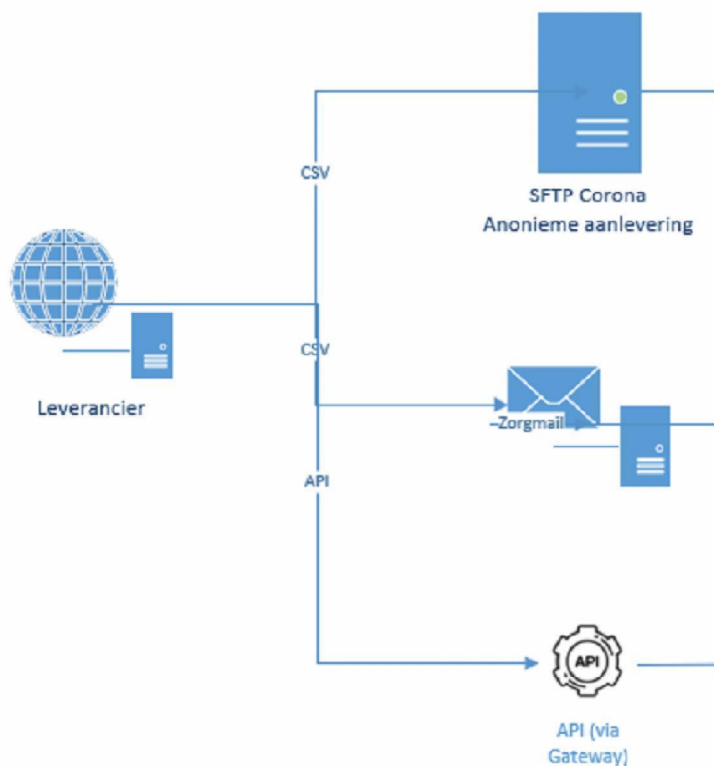 CSV
SFTP Corona
Anonieme aanlevering
CSV
Leverancier
Zorgmail
API
API
API (via
Gateway)